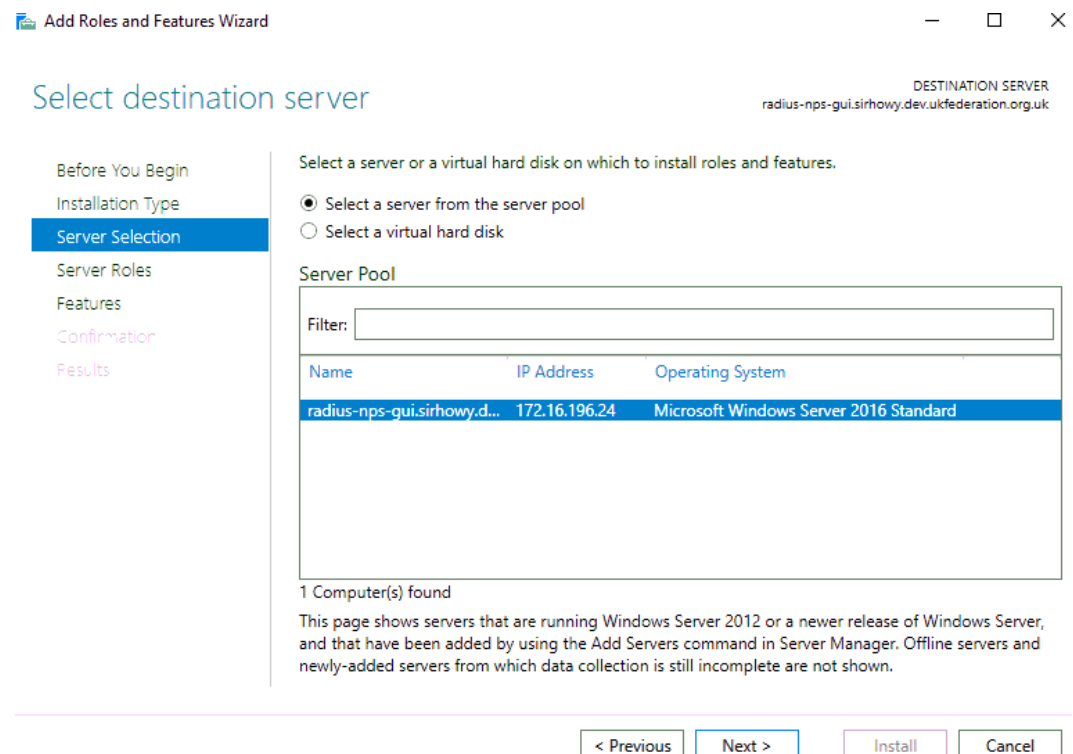 Add Roles and Features Wizard
Select destination server
DESTINATION SERVER
radius-nps-gui.sirhowy.dev.ukfederation.org.uk
Before You Begin
Installation Type
Server Selection
Server Roles
Features
Confirmation
Results
Select a server or a virtual hard disk on which to install roles and features.
Select a server from the server pool
Select a virtual hard disk
Server Pool
Filter:
Name IP Address Operating System
radius-nps-gui.sirhowy.d... 172.16.196.24 Microsoft Windows Server 2016 Standard
1 Computer(s) found
This page shows servers that are running Windows Server 2012 or a newer release of Windows Server,
and that have been added by using the Add Servers command in Server Manager. Offline servers and
newly-added servers from which data collection is still incomplete are not shown.
< Previous Next > Install Cancel